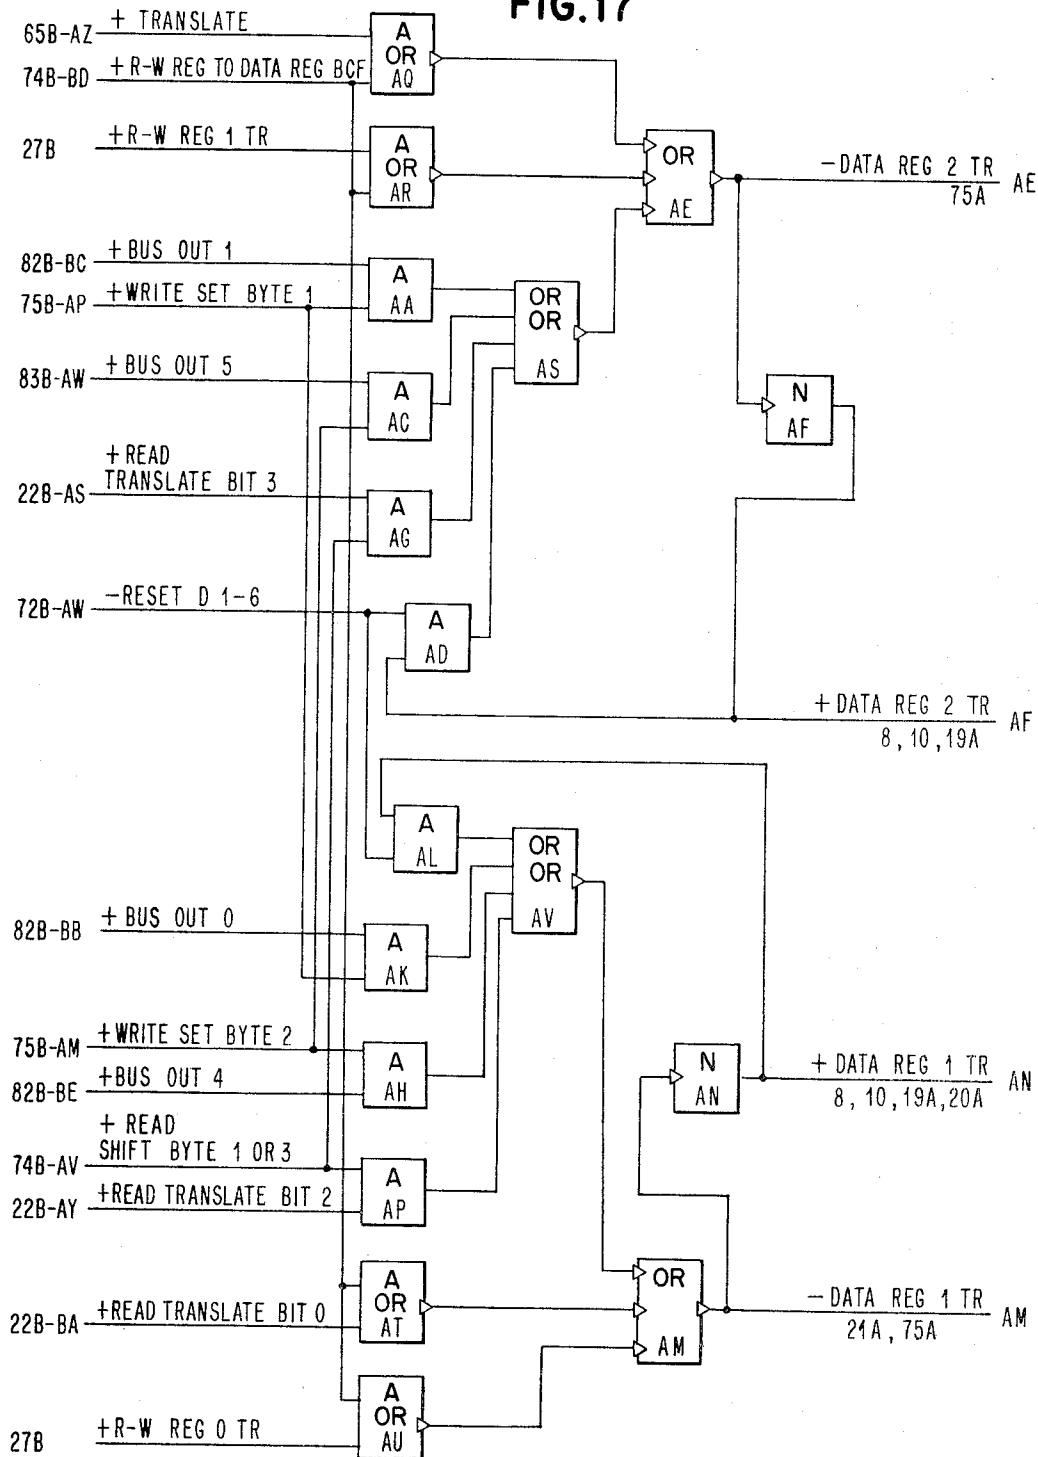 FIG.17
65B-AZ + TRANSLATE
A
OR
AQ
74B-BD +R-W REG TO DATA REG BCF
27B +R-W REG 1 TR
A
OR
AR
OR
AE
-DATA REG 2 TR
75A
AE
82B-BC +BUS OUT 1
A
AA
75B-AP +WRITE SET BYTE 1
OR
OR
AS
83B-AW +BUS OUT 5
A
AC
N
AF
+READ
TRANSLATE BIT 3
22B-AS
A
AG
72B-AW -RESET D 1-6
A
AD
+DATA REG 2 TR
8,10,19A
AF
A
AL
OR
OR
AV
82B-BB +BUS OUT 0
A
AK
75B-AM +WRITE SET BYTE 2
A
AH
82B-BE +BUS OUT 4
N
AN
+ DATA REG 1 TR
8,10,19A,20A
AN
+ READ
SHIFT BYTE 1 OR 3
74B-AV
A
AP
22B-AY +READ TRANSLATE BIT 2
A
OR
AT
22B-BA +READ TRANSLATE BIT 0
OR
AM
-DATA REG 1 TR
21A, 75A
AM
A
OR
AU
27B +R-W REG 0 TR